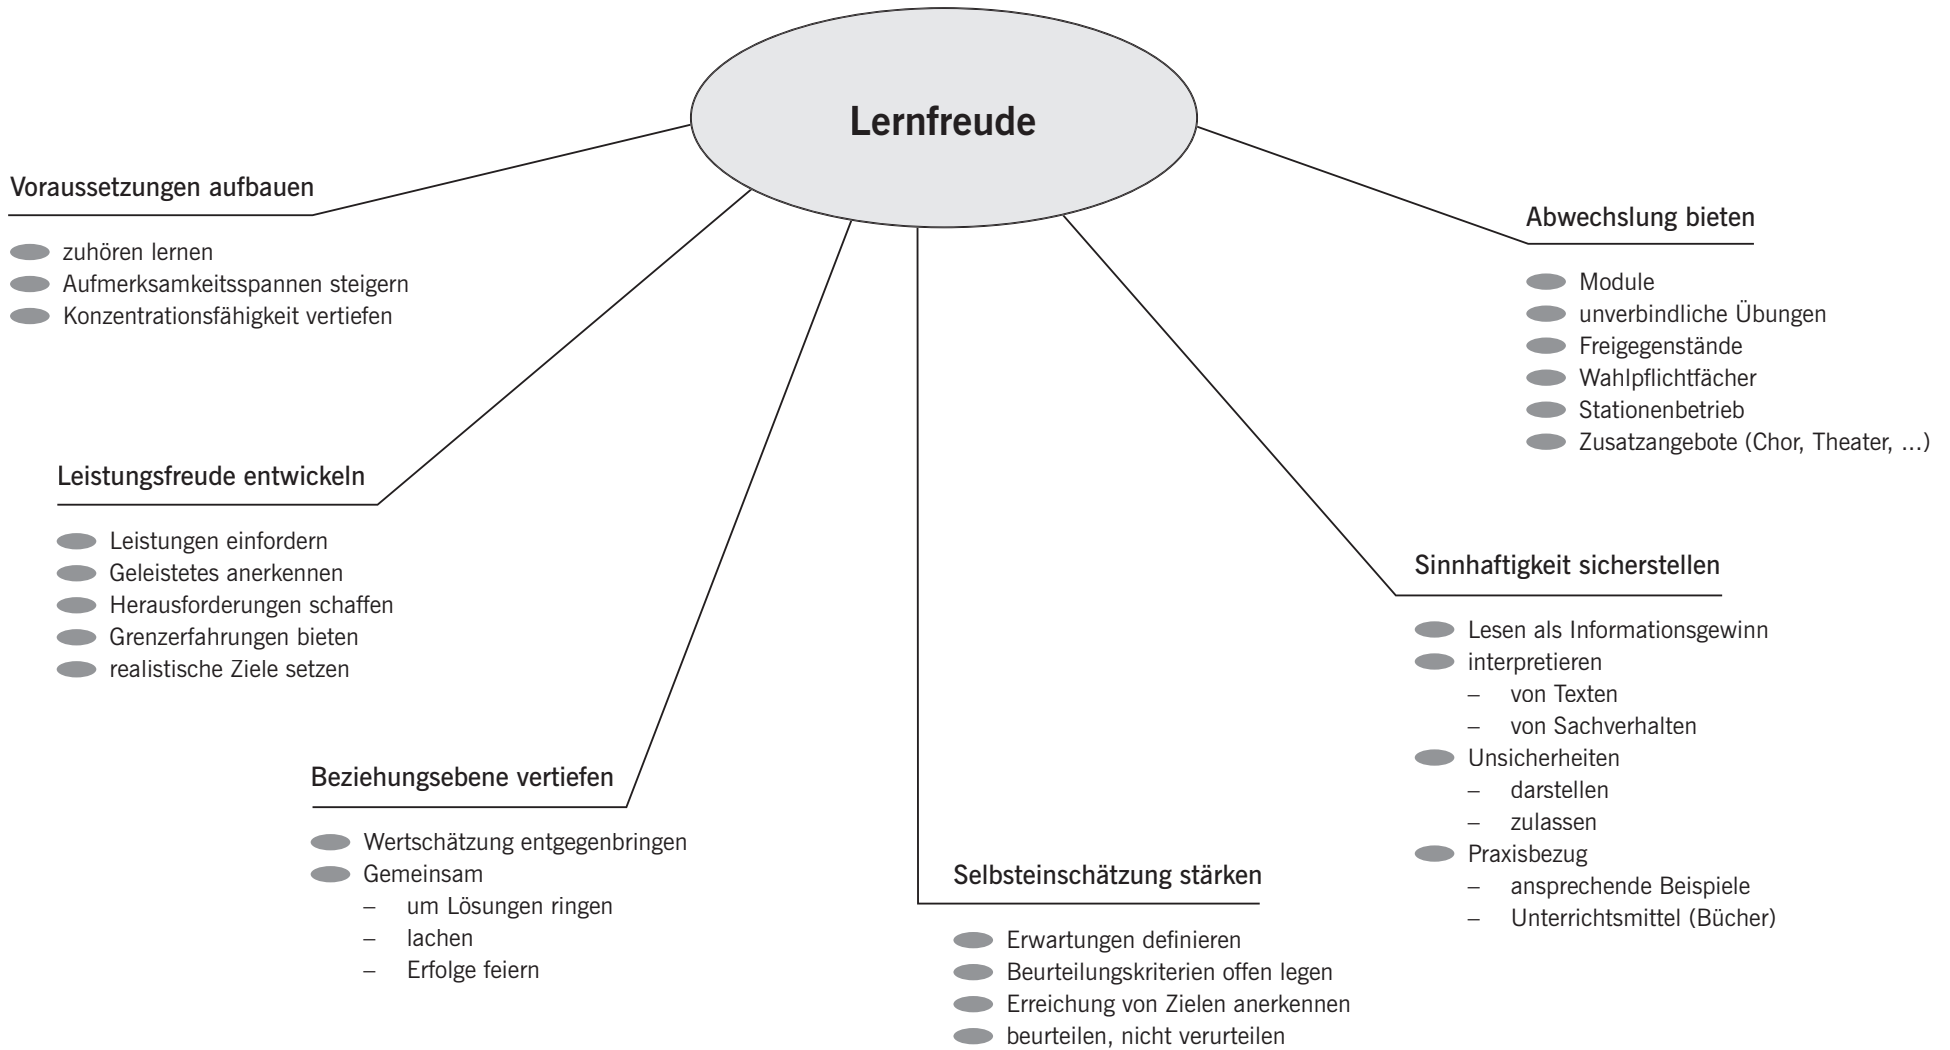 Lernfreude
Voraussetzungen aufbauen
zuhören lernen
Aufmerksamkeitsspannen steigern
Konzentrationsfähigkeit vertiefen
Leistungsfreude entwickeln
Leistungen einfordern
Geleistetes anerkennen
Herausforderungen schaffen
Grenzerfahrungen bieten
realistische Ziele setzen
Beziehungsebene vertiefen
Wertschätzung entgegenbringen
Gemeinsam
– um Lösungen ringen
– lachen
– Erfolge feiern
Selbsteinschätzung stärken
Erwartungen definieren
Beurteilungskriterien offen legen
Erreichung von Zielen anerkennen
beurteilen, nicht verurteilen
Sinnhaftigkeit sicherstellen
Lesen als Informationsgewinn
interpretieren
– von Texten
– von Sachverhalten
Unsicherheiten
– darstellen
– zulassen
Praxisbezug
– ansprechende Beispiele
– Unterrichtsmittel (Bücher)
Abwechslung bieten
Module
unverbindliche Übungen
Freigegenstände
Wahlpflichtfächer
Stationenbetrieb
Zusatzangebote (Chor, Theater, ...)